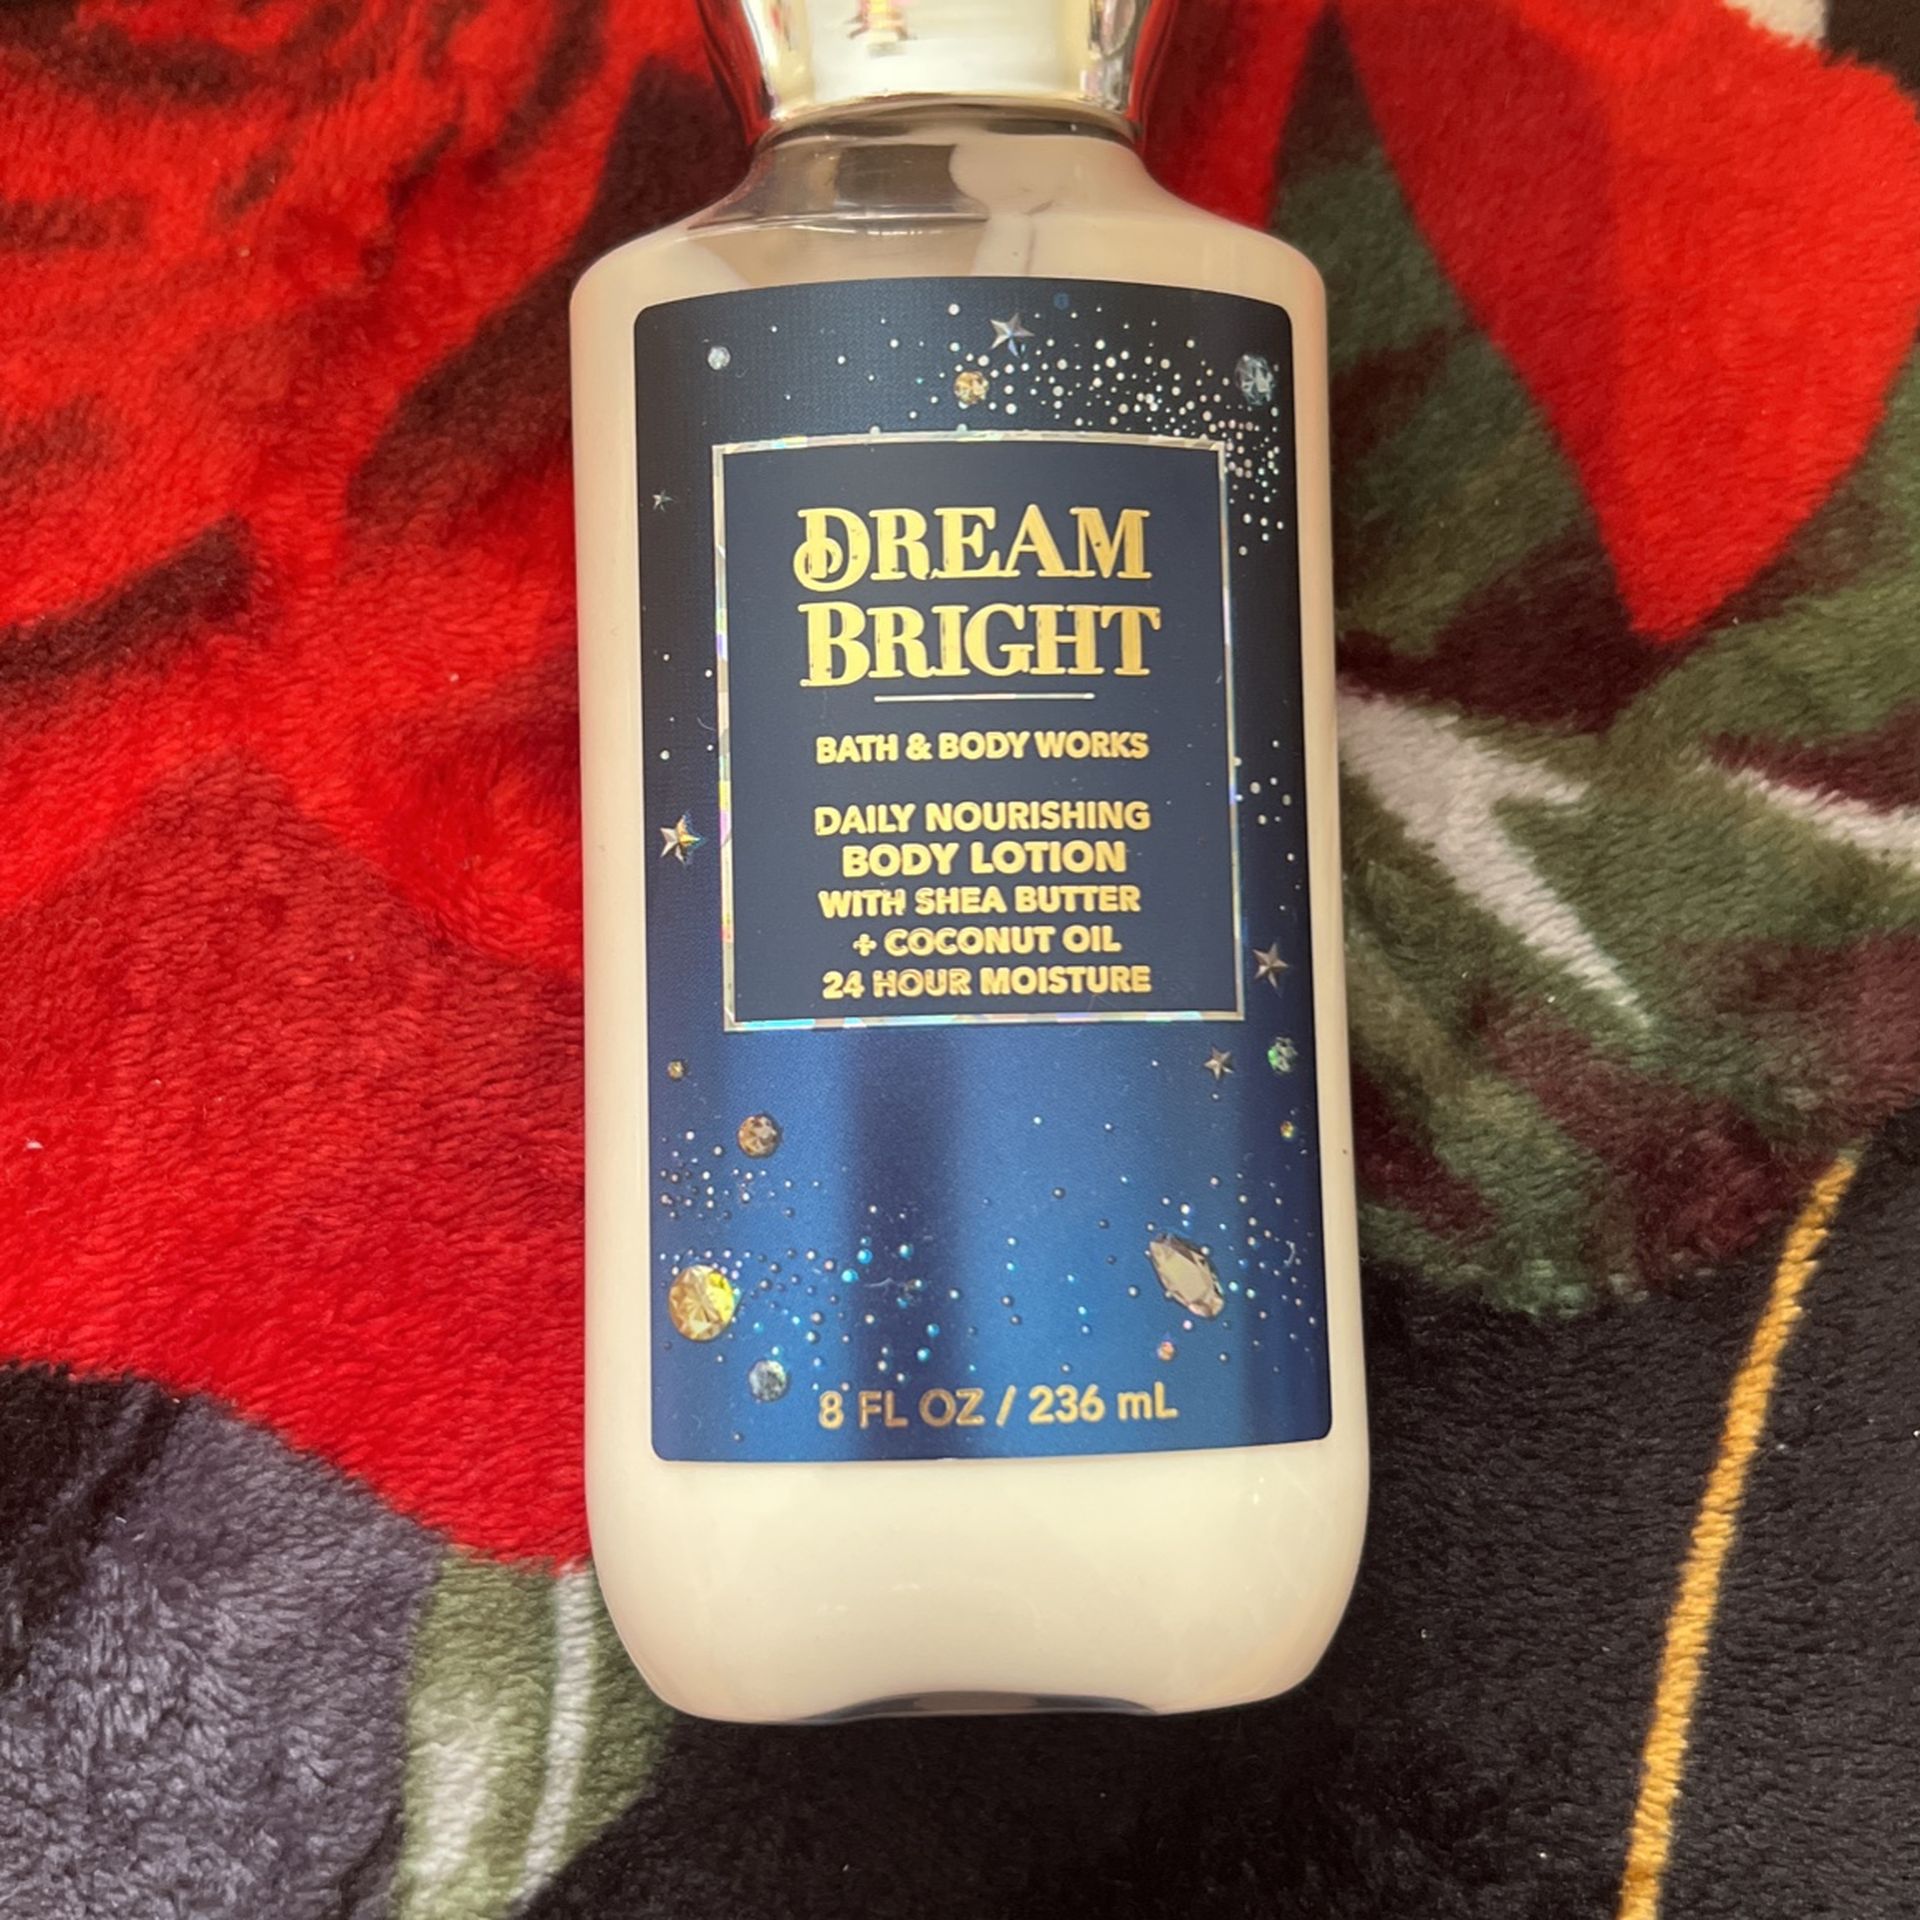 DREAM
BRIGHT
BATH & BODY WORKS
DAILY NOURISHING
BODY LOTION
WITH SHEA BUTTER
+ COCONUT OIL
24 HOUR MOISTURE
8 FL OZ / 236 mL